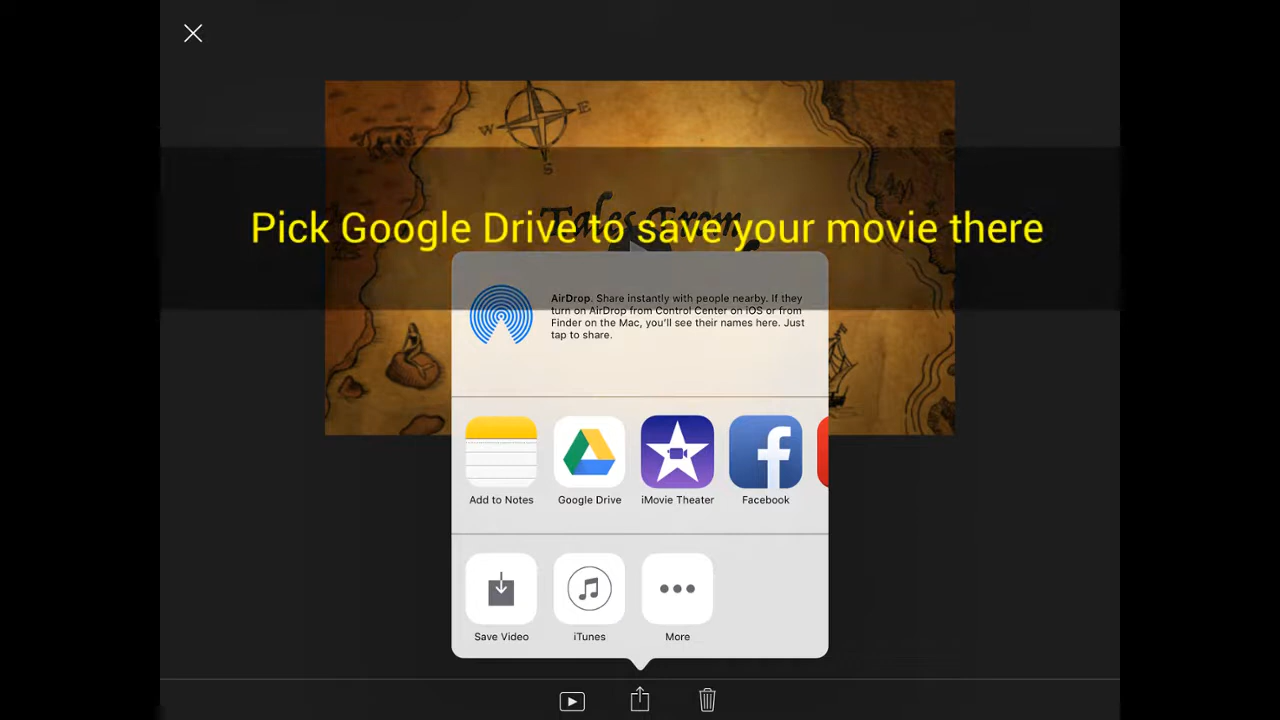 E
W
S
Tales From
Pick Google Drive to save your movie there
AirDrop. Share instantly with people nearby. If they
turn on AirDrop from Control Center on iOS or from
Finder on the Mac, you'll see their names here. Just
tap to share.
Add to Notes
Google Drive
iMovie Theater
Facebook
Save Video
iTunes
More